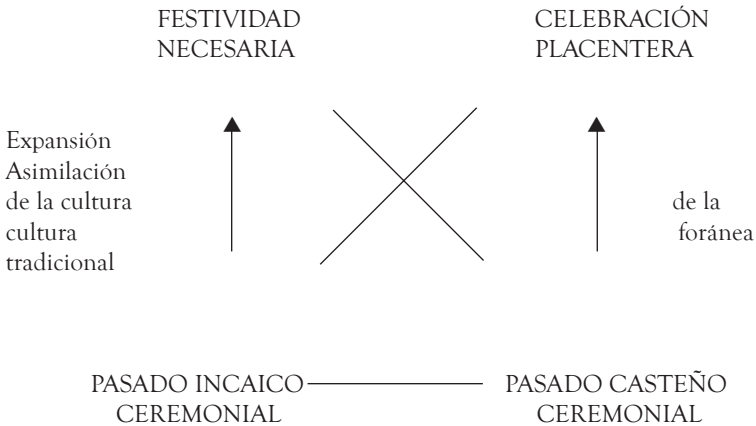 FESTIVIDAD
NECESARIA
CELEBRACIÓN
PLACENTERA
Expansión
Asimilación
de la cultura
cultura
tradicional
de la
foránea
PASADO INCAICO
CEREMONIAL
PASADO CASTEÑO
CEREMONIAL